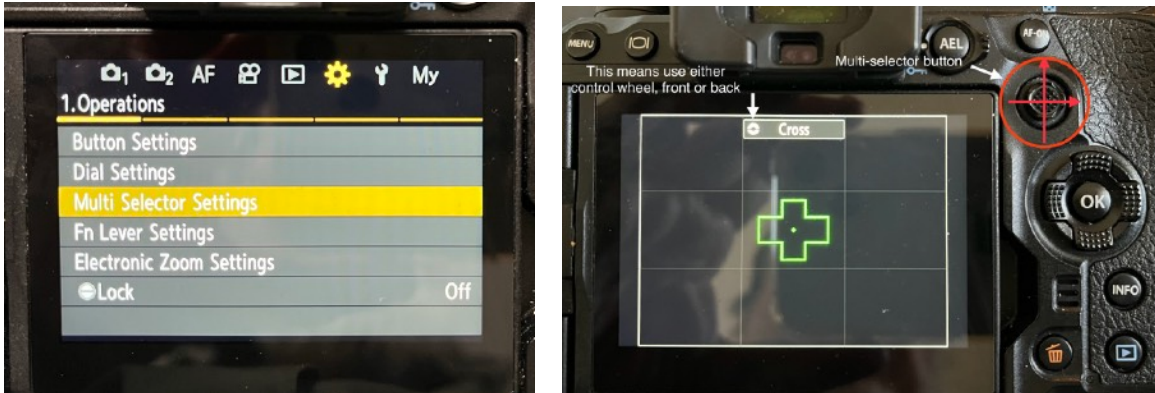 1 2 AF My
1.Operations
Button Settings
Dial Settings
Multi Selector Settings
Fn Lever Settings
Electronic Zoom Settings
Lock Off
MENU
AEL
AF-ON
This means use either
control wheel, front or back
Multi-selector button
Cross
OK
INFO